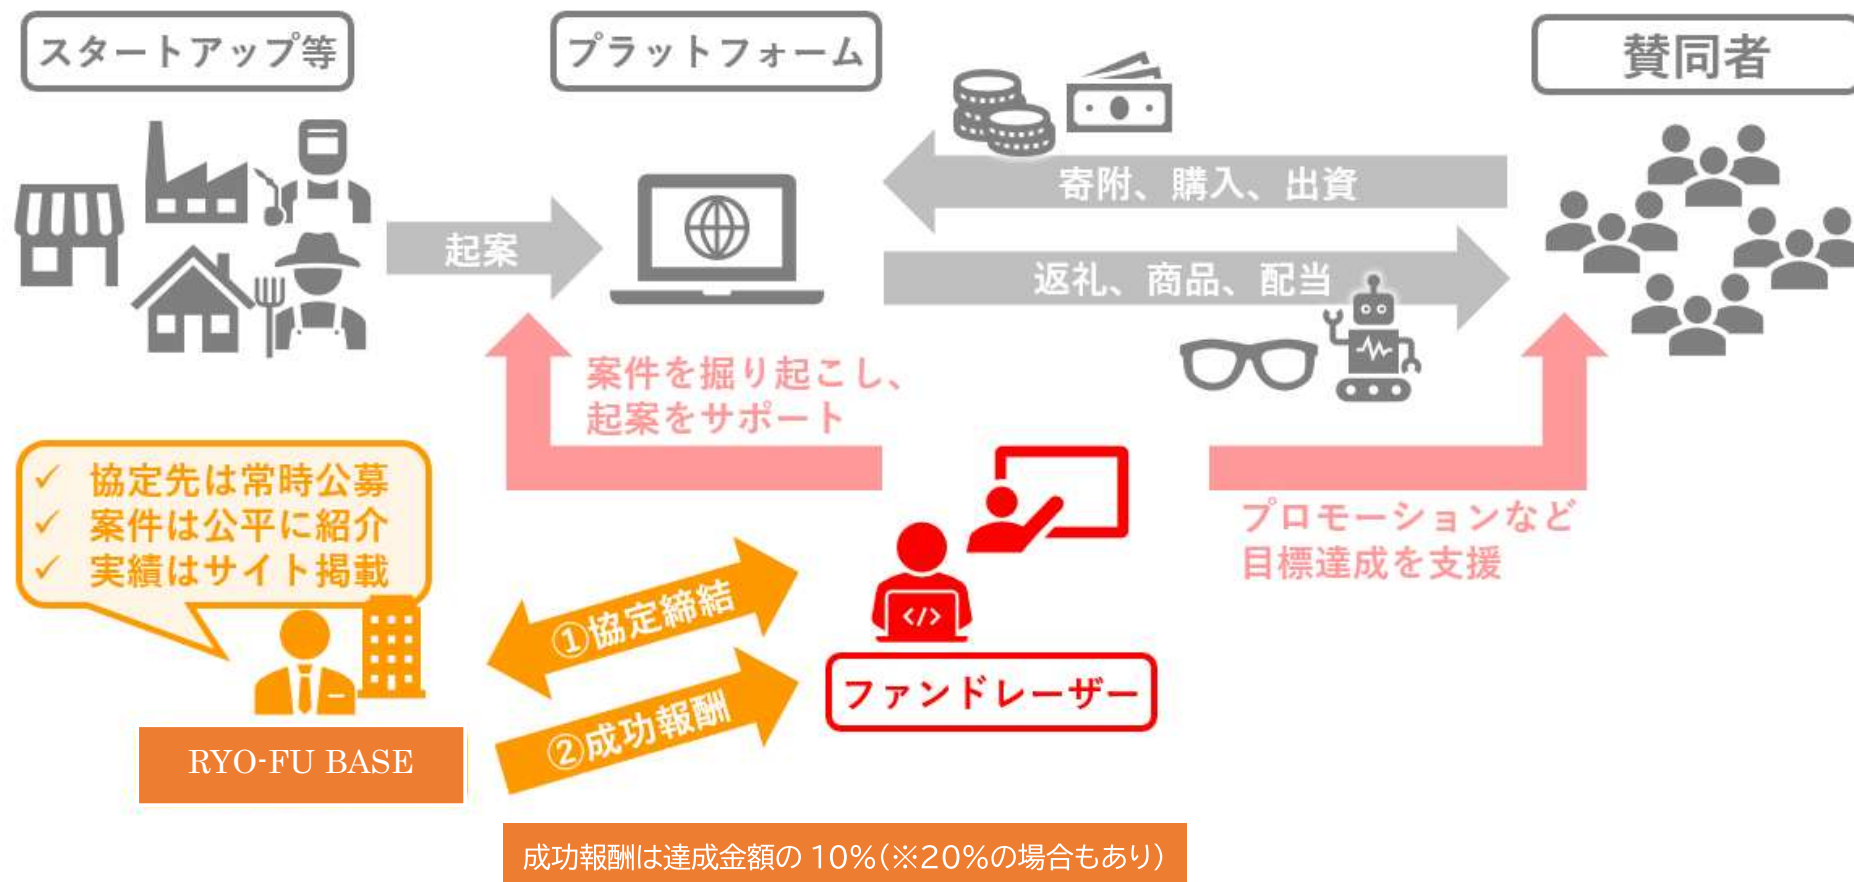 スタートアップ等
プラットフォーム
賛同者
寄附、購入、出資
起案
返礼、商品、配当
案件を掘り起こし、
起案をサポート
✓ 協定先は常時公募
✓ 案件は公平に紹介
✓ 実績はサイト掲載
プロモーションなど
目標達成を支援
①協定締結
</>
ファンドレーザー
②成功報酬
RYO-FU BASE
成功報酬は達成金額の10%(※20%の場合もあり)